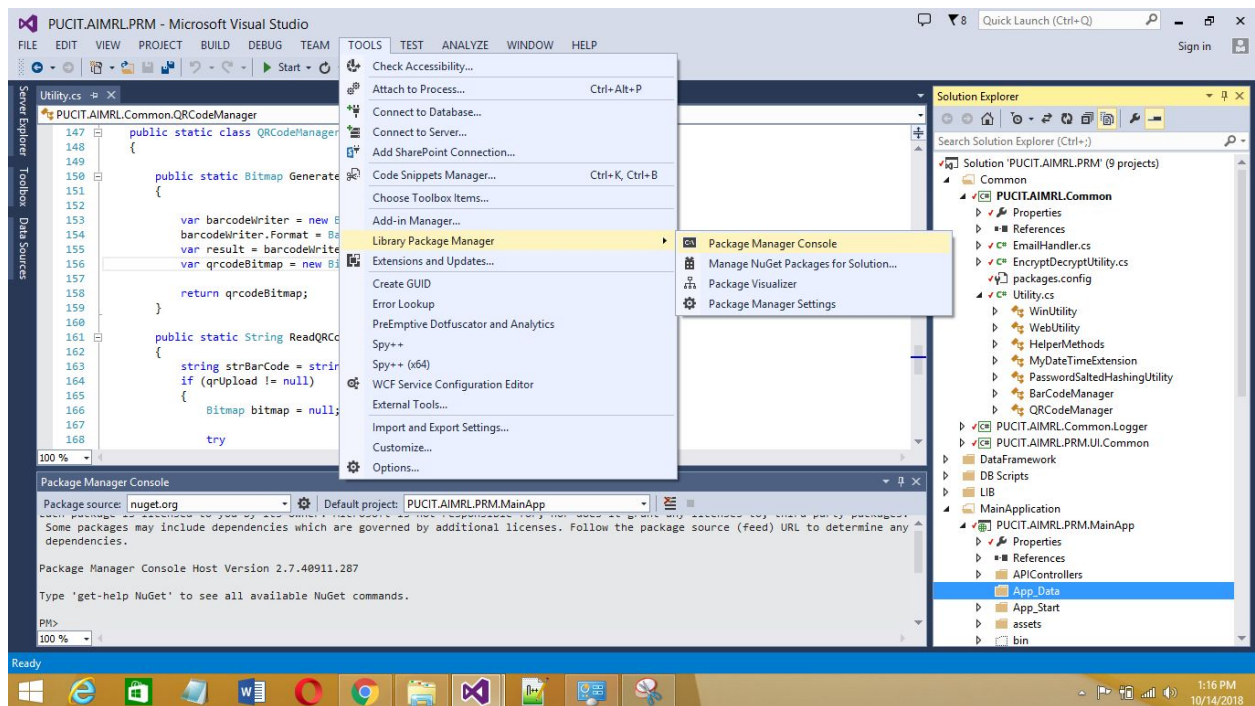 PUCIT.AIMRL.PRM - Microsoft Visual Studio
8 Quick Launch (Ctrl+Q)
FILE EDIT VIEW PROJECT BUILD DEBUG TEAM TOOLS TEST ANALYZE WINDOW HELP
Sign in
Start
Server Explorer
Toolbox
Data Sources
Utility.cs
PUCIT.AIMRL.Common.QRCodeManager
147 public static class QRCodeManager
148 {
149
150 public static Bitmap Generate
151 {
152
153 var barcodeWriter = new B
154 barcodeWriter.Format = Ba
155 var result = barcodeWrite
156 var qrcodeBitmap = new Bi
157
158 return qrcodeBitmap;
159 }
160
161 public static String ReadQRCo
162 {
163 string strBarCode = strin
164 if (qrUpload != null)
165 {
166 Bitmap bitmap = null;
167
168 try
100 %
Check Accessibility...
Attach to Process... Ctrl+Alt+P
Connect to Database...
Connect to Server...
Add SharePoint Connection...
Code Snippets Manager... Ctrl+K, Ctrl+B
Choose Toolbox Items...
Add-in Manager...
Library Package Manager
Extensions and Updates...
Create GUID
Error Lookup
PreEmptive Dotfuscator and Analytics
Spy++
Spy++ (x64)
WCF Service Configuration Editor
External Tools...
Import and Export Settings...
Customize...
Options...
Package Manager Console
Manage NuGet Packages for Solution...
Package Visualizer
Package Manager Settings
Solution Explorer
Search Solution Explorer (Ctrl+;)
Solution 'PUCIT.AIMRL.PRM' (9 projects)
Common
PUCIT.AIMRL.Common
Properties
References
EmailHandler.cs
EncryptDecryptUtility.cs
packages.config
Utility.cs
WinUtility
WebUtility
HelperMethods
MyDateTimeExtension
PasswordSaltedHashingUtility
BarCodeManager
QRCodeManager
PUCIT.AIMRL.Common.Logger
PUCIT.AIMRL.PRM.UI.Common
DataFramework
DB Scripts
LIB
MainApplication
PUCIT.AIMRL.PRM.MainApp
Properties
References
APIControllers
App_Data
App_Start
assets
bin
Package Manager Console
Package source: nuget.org Default project: PUCIT.AIMRL.PRM.MainApp
Some packages may include dependencies which are governed by additional licenses. Follow the package source (feed) URL to determine any
dependencies.
Package Manager Console Host Version 2.7.40911.287
Type 'get-help NuGet' to see all available NuGet commands.
PM>
100 %
Ready
1:16 PM
10/14/2018